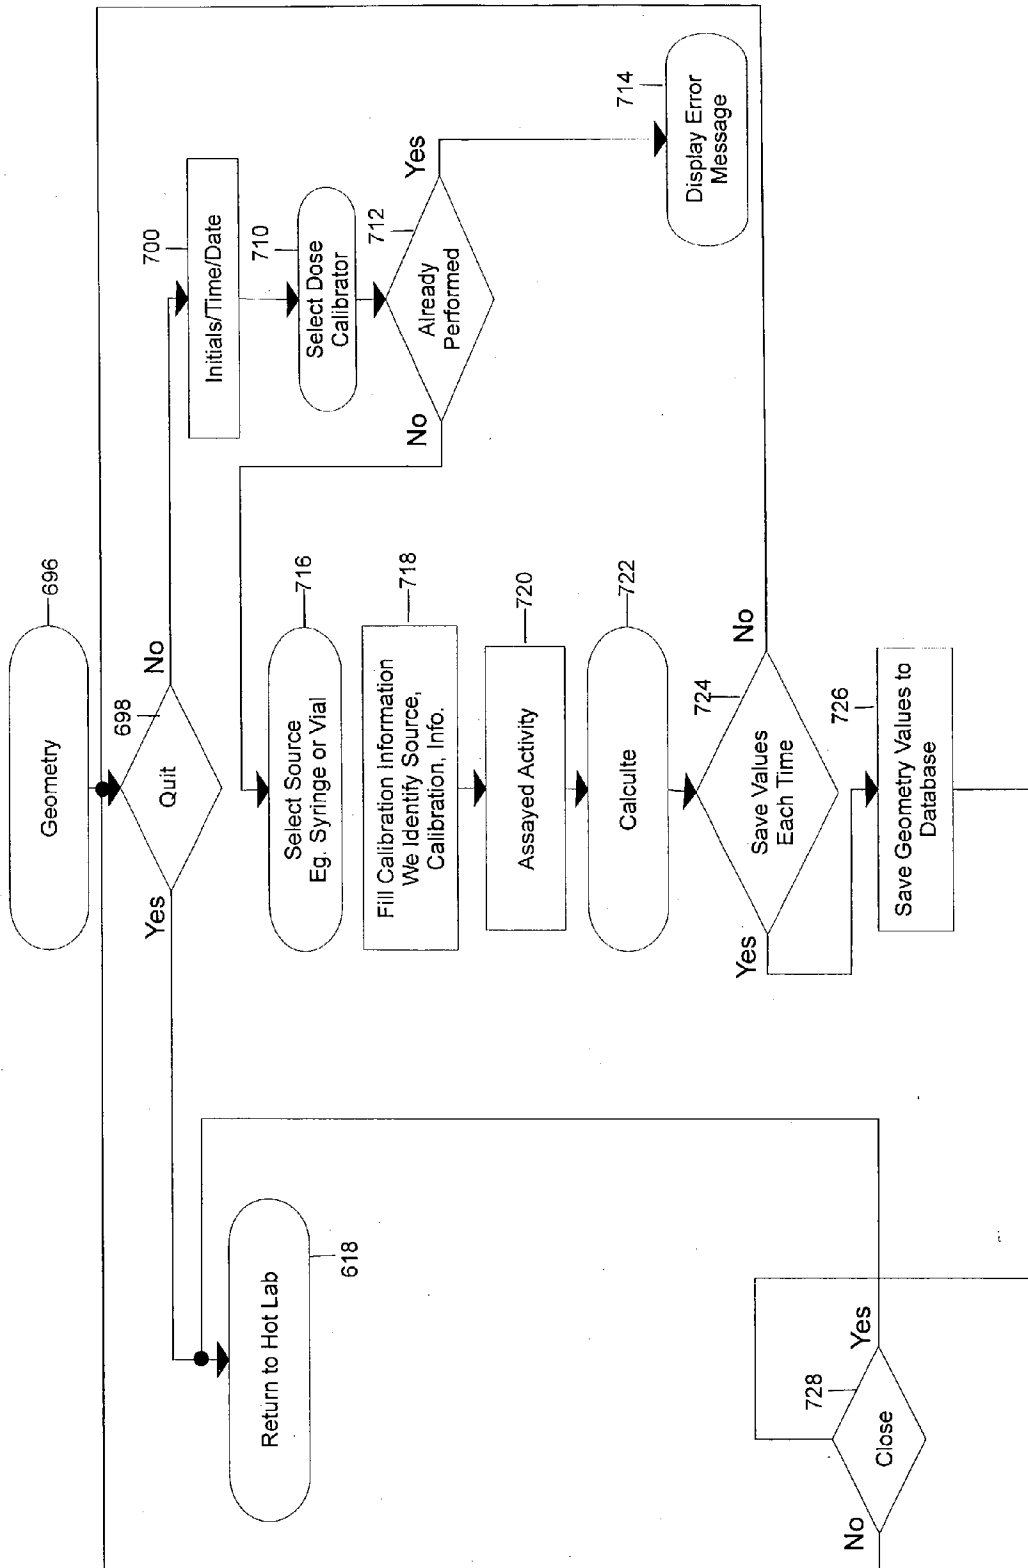 Geometry
696
698
Quit
Yes
No
700
Initials/Time/Date
710
Select Dose
Calibrator
712
Already
Performed
Yes
No
714
Display Error
Message
Select Source
Eg. Syringe or Vial
716
Fill Calibration Information
We Identify Source,
Calibration, Info.
718
Assayed Activity
720
Calculte
722
724
Save Values
Each Time
Yes
No
726
Save Geometry Values to
Database
Return to Hot Lab
618
728
Close
No
Yes